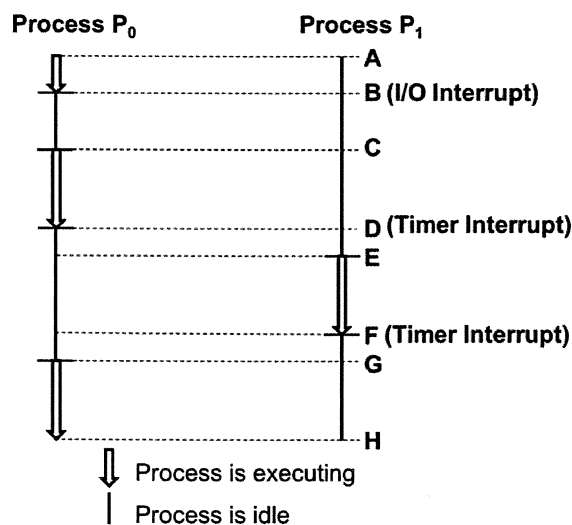 Process P₀
Process P₁
A
B (I/O Interrupt)
C
D (Timer Interrupt)
E
F (Timer Interrupt)
G
H
Process is executing
Process is idle